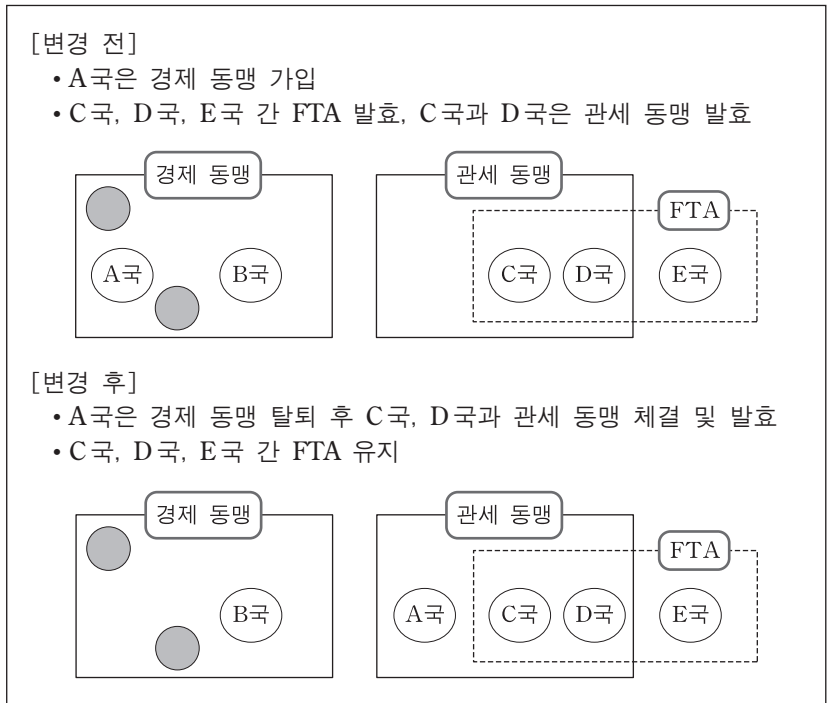 [변경 전]
• A국은 경제 동맹 가입
• C국, D국, E국 간 FTA 발효, C국과 D국은 관세 동맹 발효
경제 동맹 관세 동맹
FTA
A국 B국 C국 D국 E국
[변경 후]
• A국은 경제 동맹 탈퇴 후 C국, D국과 관세 동맹 체결 및 발효
• C국, D국, E국 간 FTA 유지
경제 동맹 관세 동맹
FTA
B국 A국 C국 D국 E국